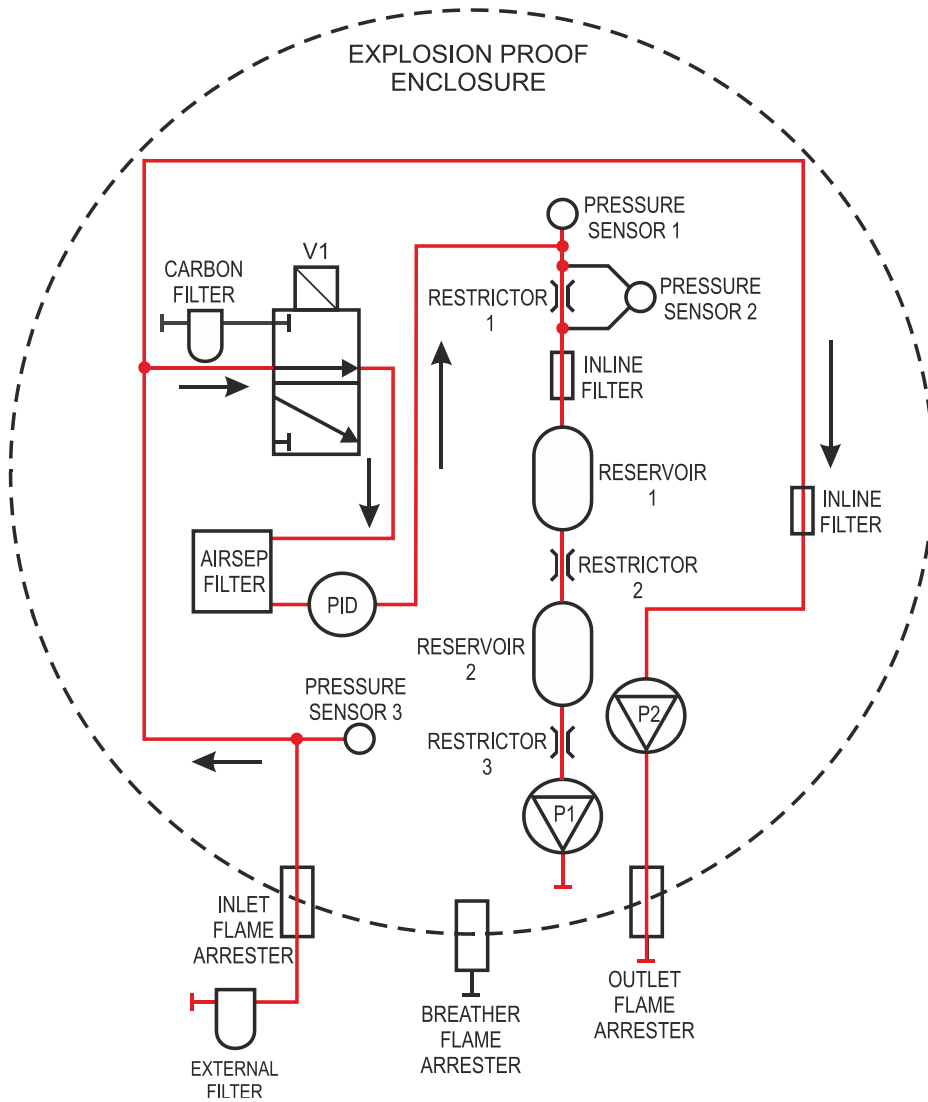 EXPLOSION PROOF
ENCLOSURE
PRESSURE
SENSOR 1
V1
CARBON
FILTER
RESTRICTOR
1
PRESSURE
SENSOR 2
INLINE
FILTER
RESERVOIR
1
INLINE
FILTER
AIRSEP
FILTER
PID
RESTRICTOR
2
RESERVOIR
2
PRESSURE
SENSOR 3
P2
RESTRICTOR
3
P1
INLET
FLAME
ARRESTER
OUTLET
FLAME
ARRESTER
BREATHER
FLAME
ARRESTER
EXTERNAL
FILTER